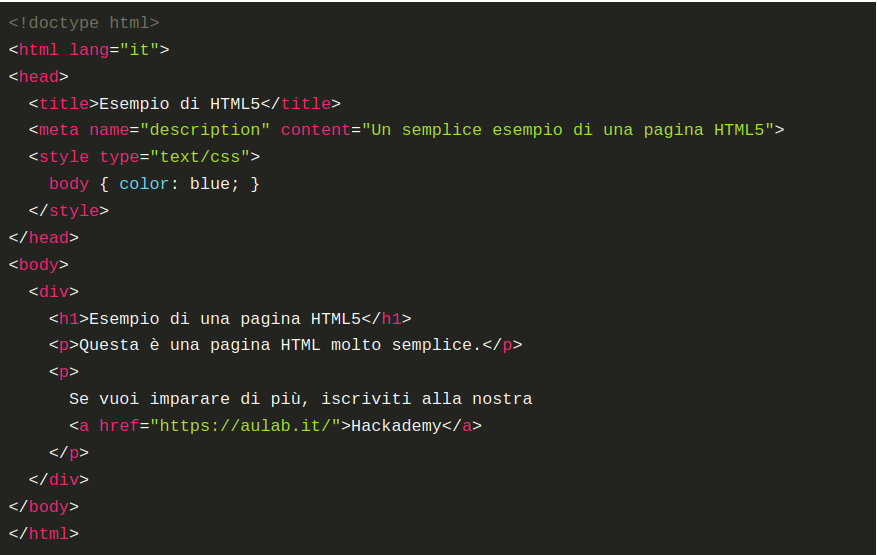 <!doctype html>
<html lang="it">
<head>
  <title>Esempio di HTML5</title>
  <meta name="description" content="Un semplice esempio di una pagina HTML5">
  <style type="text/css">
    body { color: blue; }
  </style>
</head>
<body>
  <div>
    <h1>Esempio di una pagina HTML5</h1>
    <p>Questa è una pagina HTML molto semplice.</p>
    <p>
      Se vuoi imparare di più, iscriviti alla nostra
      <a href="https://aulab.it/">Hackademy</a>
    </p>
  </div>
</body>
</html>